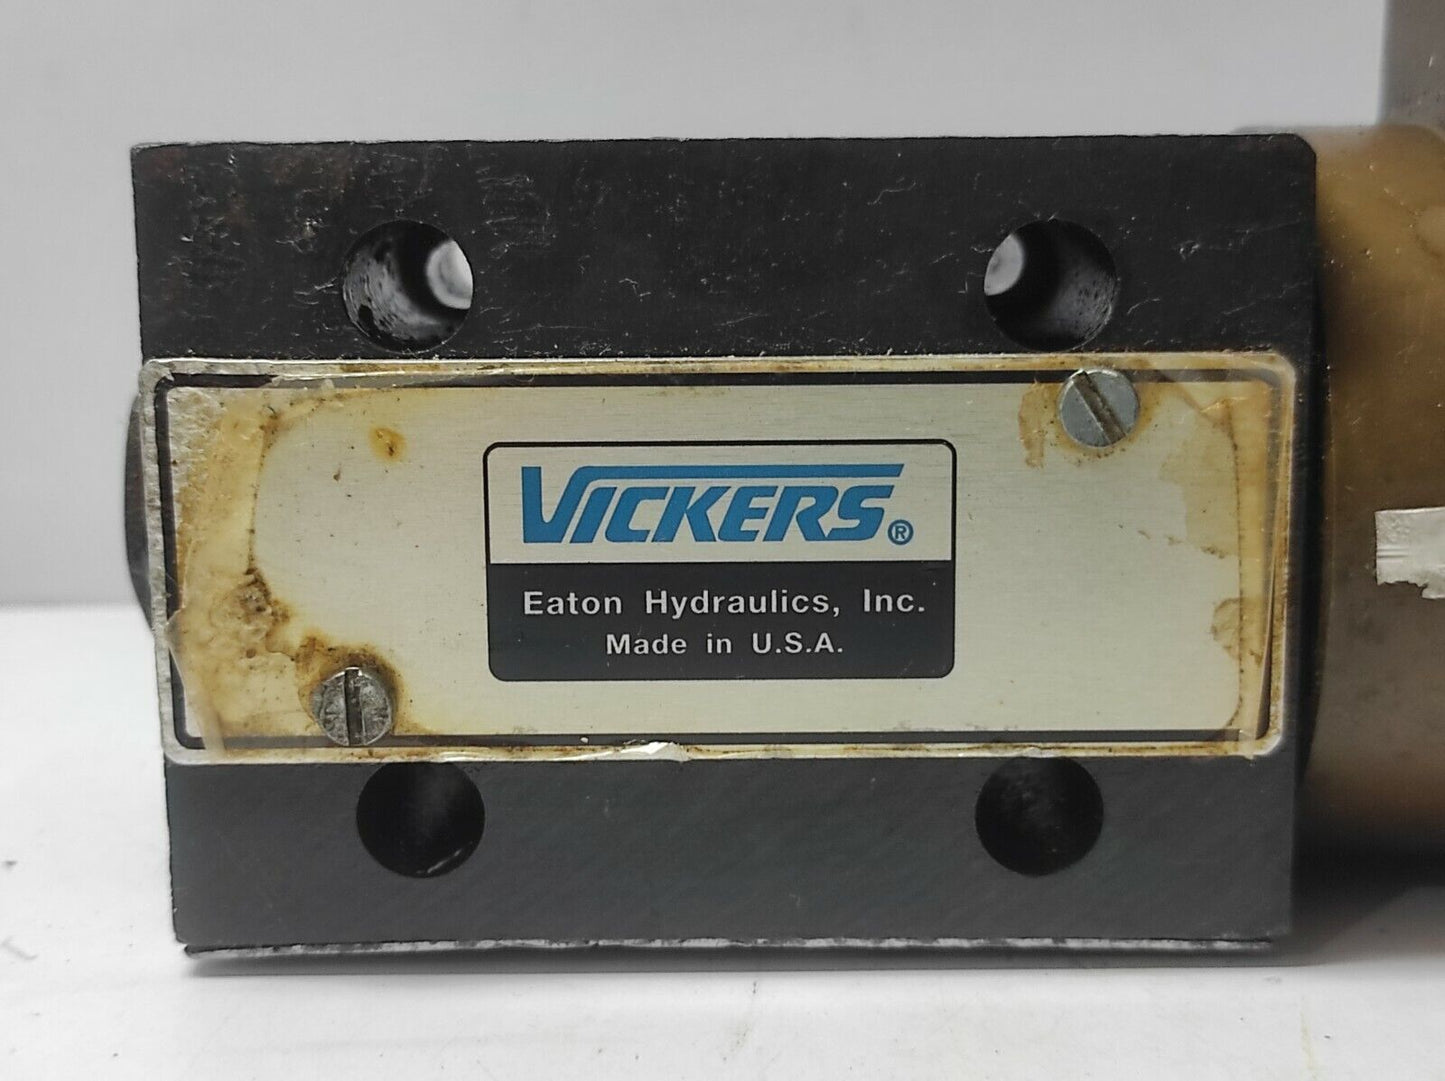 VICKERS®
Eaton Hydraulics, Inc.
Made in U.S.A.